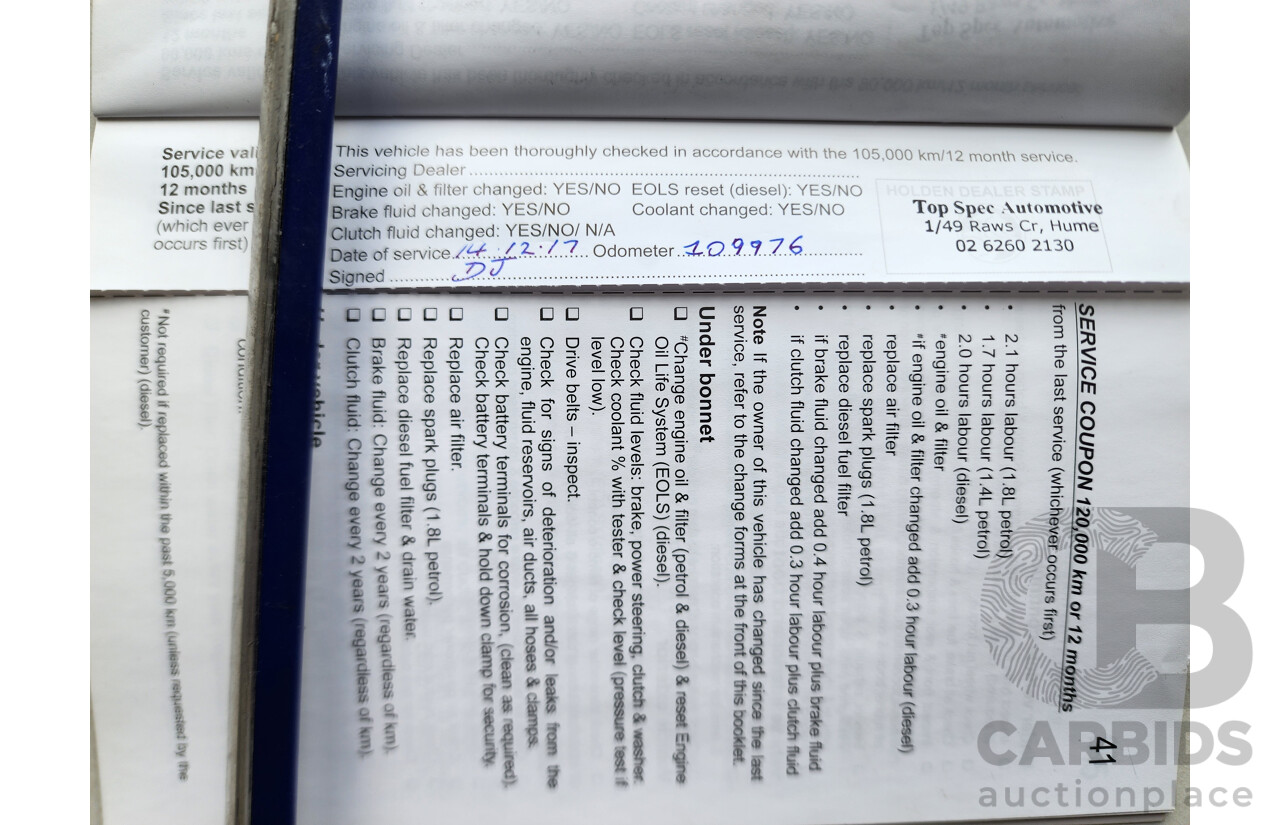 Service vali
105,000 km
12 months
Since last s
(which ever
occurs first)
This vehicle has been thoroughly checked in accordance with the 105,000 km/12 month service.
Servicing Dealer
Engine oil & filter changed: YES/NO EOLS reset (diesel): YES/NO
Brake fluid changed: YES/NO Coolant changed: YES/NO
Clutch fluid changed: YES/NO/ N/A
Date of service 14.12.17 Odometer 109976
Signed DJ
HOLDEN DEALER STAMP
Top Spec Automotive
1/49 Raws Cr, Hume
02 6260 2130
SERVICE COUPON 120,000 km or 12 months
from the last service (whichever occurs first)
• 2.1 hours labour (1.8L petrol)
• 1.7 hours labour (1.4L petrol)
• 2.0 hours labour (diesel)
• *engine oil & filter
• *if engine oil & filter changed add 0.3 hour labour (diesel)
• replace air filter
• replace spark plugs (1.8L petrol)
• replace diesel fuel filter
• if brake fluid changed add 0.4 hour labour plus brake fluid
• if clutch fluid changed add 0.3 hour labour plus clutch fluid
Note If the owner of this vehicle has changed since the last
service, refer to the change forms at the front of this booklet.
Under bonnet
❑ #Change engine oil & filter (petrol & diesel) & reset Engine
Oil Life System (EOLS) (diesel).
❑ Check fluid levels: brake, power steering, clutch & washer.
Check coolant % with tester & check level (pressure test if
level low).
❑ Drive belts – inspect.
❑ Check for signs of deterioration and/or leaks from the
engine, fluid reservoirs, air ducts, all hoses & clamps.
❑ Check battery terminals for corrosion, (clean as required).
Check battery terminals & hold down clamp for security.
❑ Replace air filter.
❑ Replace spark plugs (1.8L petrol).
❑ Replace diesel fuel filter & drain water.
❑ Brake fluid: Change every 2 years (regardless of km).
❑ Clutch fluid: Change every 2 years (regardless of km).
vehicle
*Not required if replaced within the past 5,000 km (unless requested by the
customer) (diesel).
41
CARBIDS
auctionplace